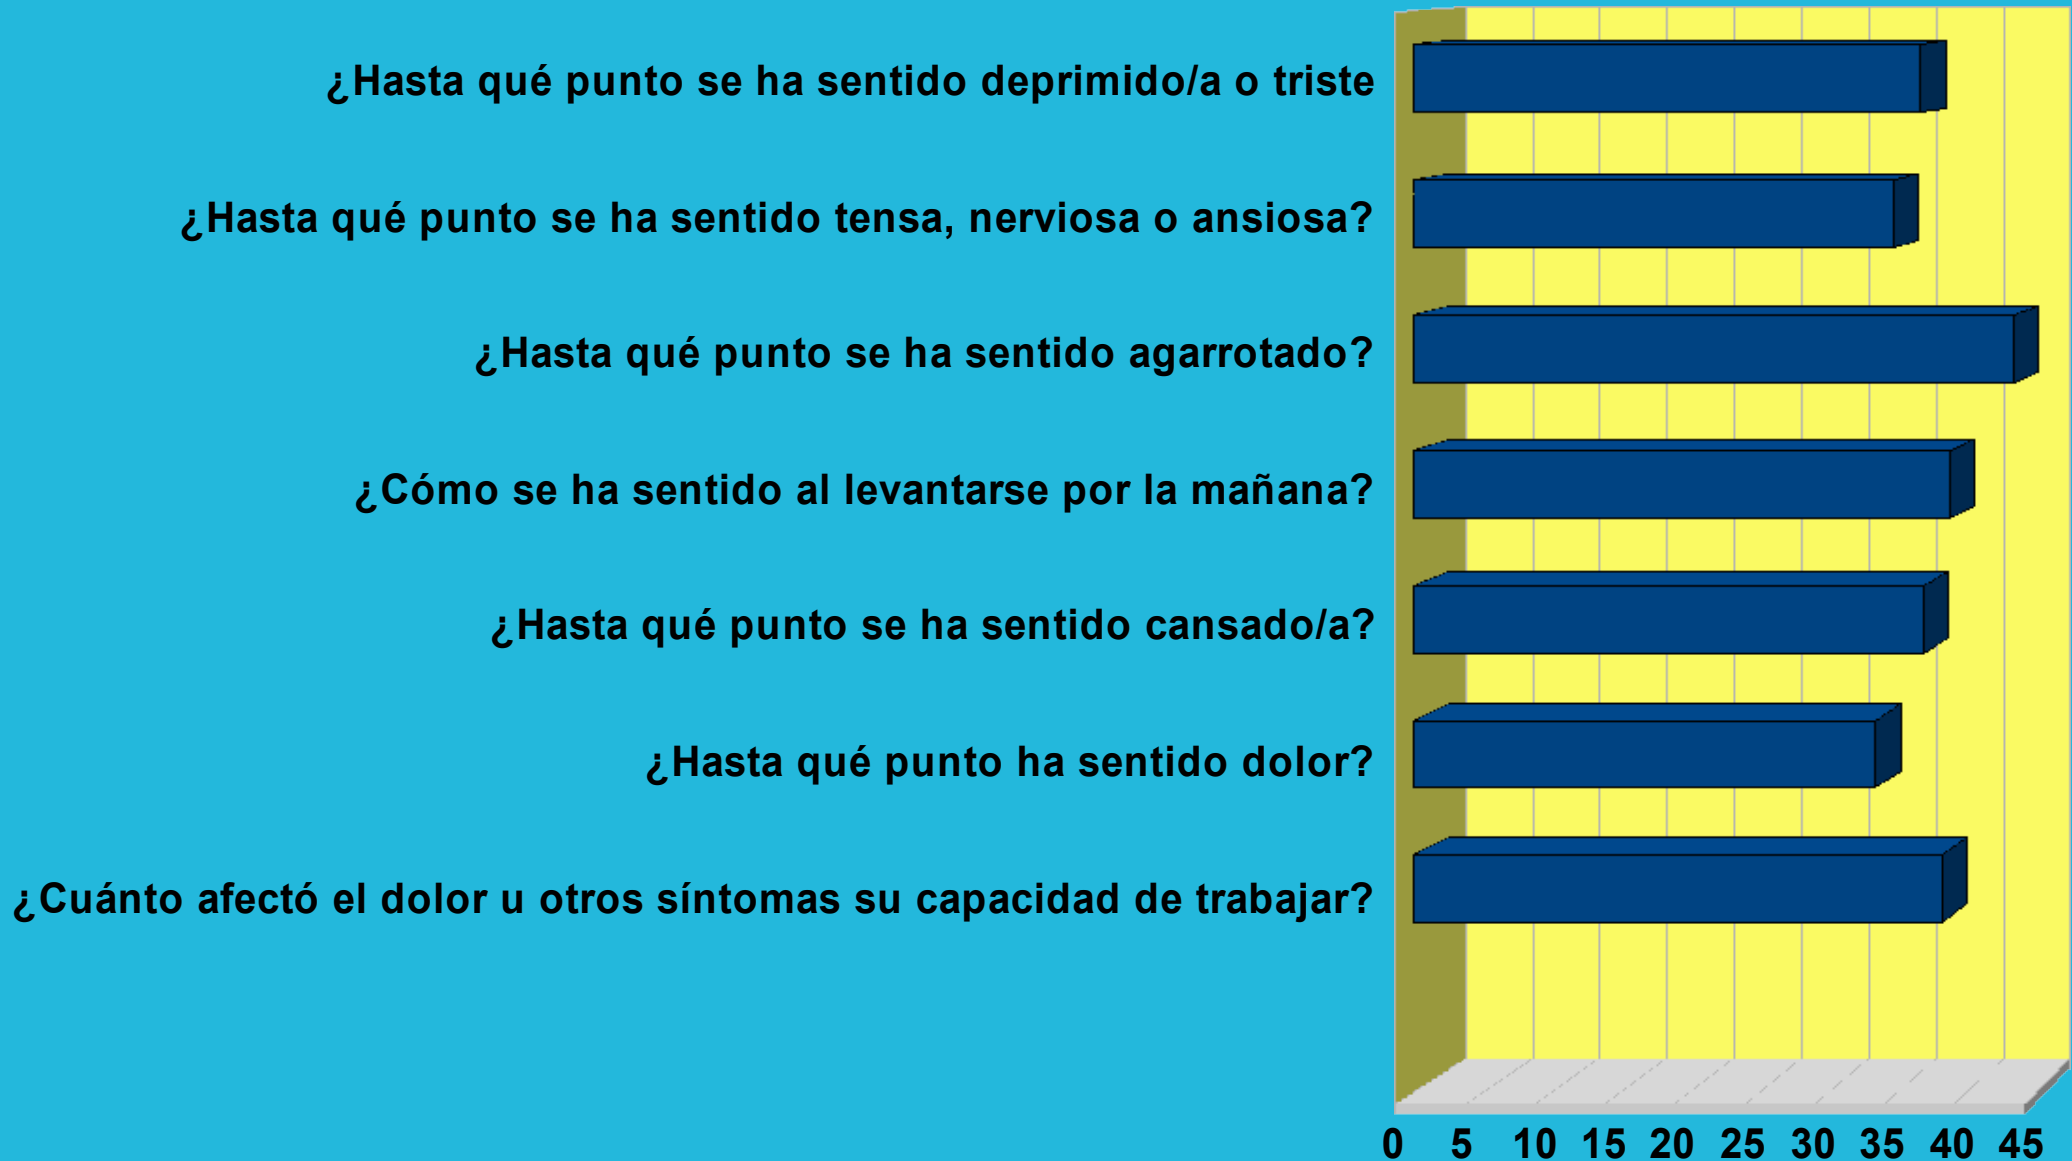 ¿Hasta qué punto se ha sentido deprimido/a o triste
¿Hasta qué punto se ha sentido tensa, nerviosa o ansiosa?
¿Hasta qué punto se ha sentido agarrotado?
¿Cómo se ha sentido al levantarse por la mañana?
¿Hasta qué punto se ha sentido cansado/a?
¿Hasta qué punto ha sentido dolor?
¿Cuánto afectó el dolor u otros síntomas su capacidad de trabajar?
0 5 10 15 20 25 30 35 40 45